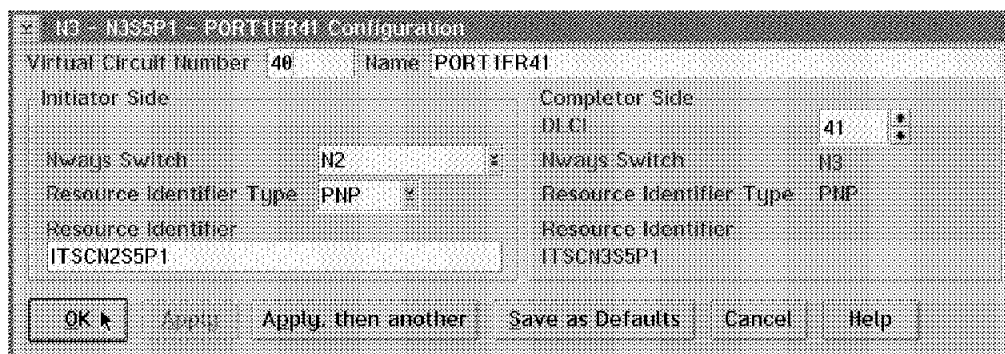 N3 - N3S5P1 - PORT1FR41 Configuration
Virtual Circuit Number 40 Name PORT1FR41
Initiator Side Completor Side
DLCI 41
Nways Switch N2 Nways Switch N3
Resource Identifier Type PNP Resource Identifier Type PNP
Resource Identifier Resource Identifier
ITSCN2S5P1 ITSCN3S5P1
OK Apply Apply, then another Save as Defaults Cancel Help